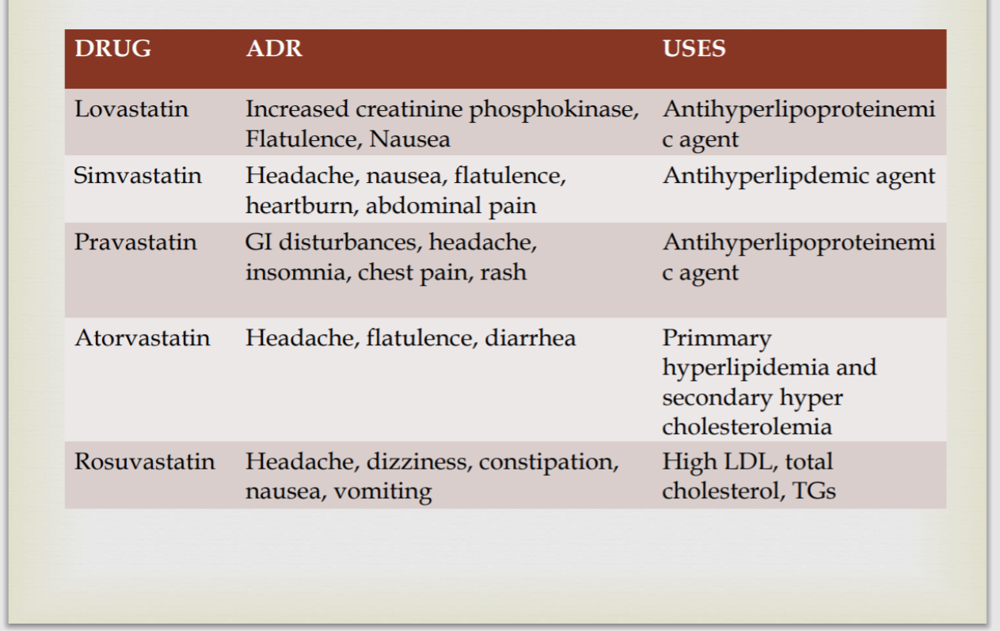 DRUG ADR USES
Lovastatin Increased creatinine phosphokinase, Antihyperlipoproteinemi
Flatulence, Nausea c agent
Simvastatin Headache, nausea, flatulence, Antihyperlipdemic agent
heartburn, abdominal pain
Pravastatin GI disturbances, headache, Antihyperlipoproteinemi
insomnia, chest pain, rash c agent
Atorvastatin Headache, flatulence, diarrhea Primmary
hyperlipidemia and
secondary hyper
cholesterolemia
Rosuvastatin Headache, dizziness, constipation, High LDL, total
nausea, vomiting cholesterol, TGs